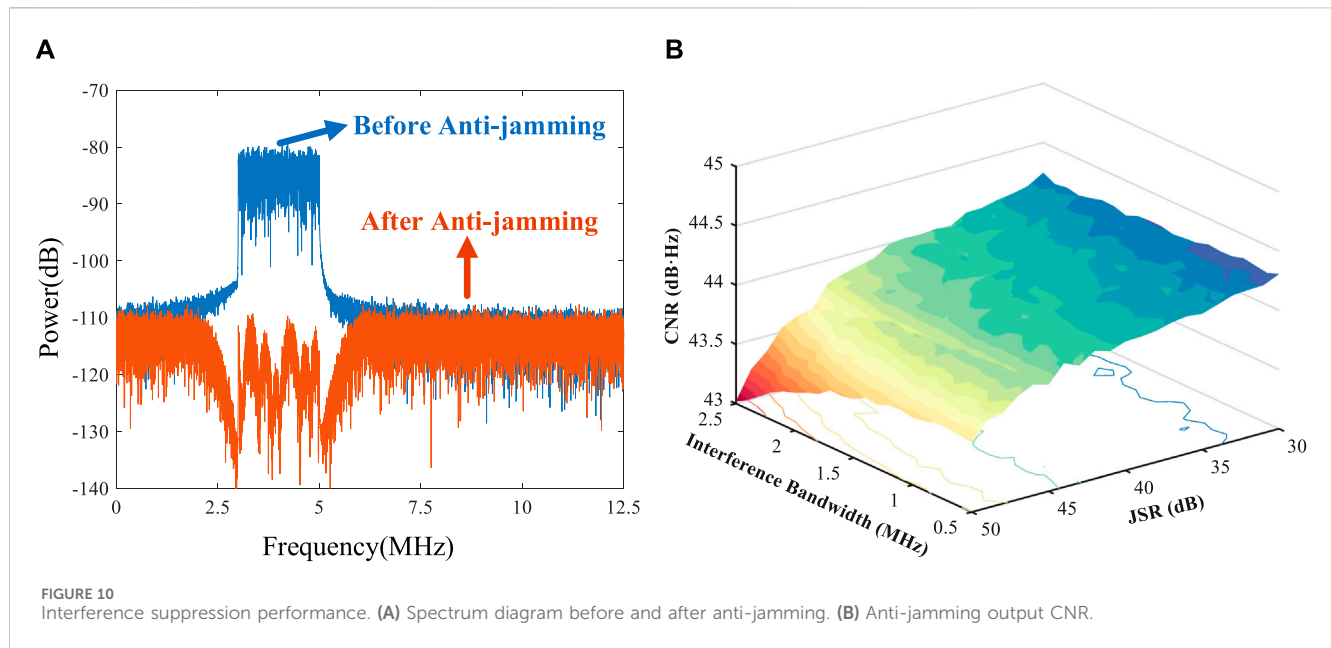 A
-70
-80
-90
-100
-110
-120
-130
-140
Power(dB)
Before Anti-jamming
After Anti-jamming
0
2.5
5
7.5
10
12.5
Frequency(MHz)
B
45
44.5
44
43.5
43
CNR (dB·Hz)
2.5
2
1.5
1
0.5
Interference Bandwidth (MHz)
50
45
40
35
30
JSR (dB)
FIGURE 10
Interference suppression performance. (A) Spectrum diagram before and after anti-jamming. (B) Anti-jamming output CNR.